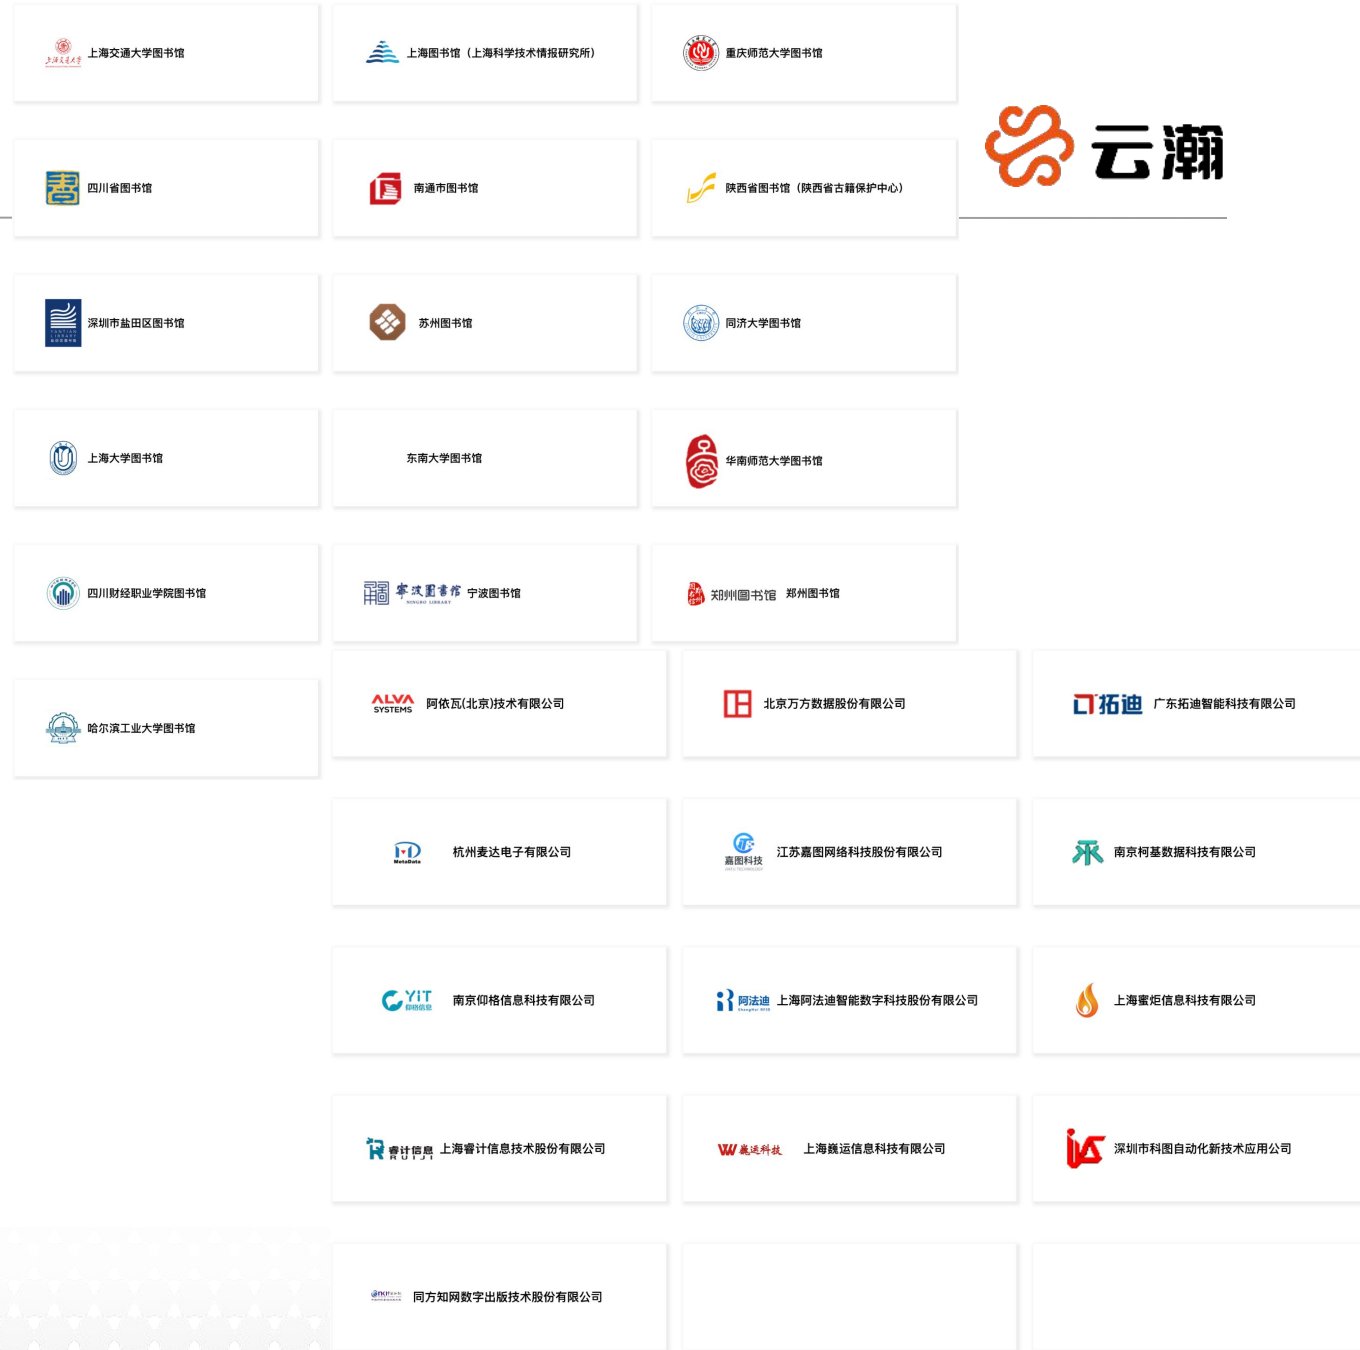 上海交通大学图书馆
上海图书馆（上海科学技术情报研究所）
重庆师范大学图书馆
云瀚
四川省图书馆
南通市图书馆
陕西省图书馆（陕西省古籍保护中心）
深圳市盐田区图书馆
YANTIAN
LIBRARY
苏州图书馆
同济大学图书馆
上海大学图书馆
东南大学图书馆
华南师范大学图书馆
四川财经职业学院图书馆
寧波圖書館
NINGBO LIBRARY
宁波图书馆
郑州圖书馆
郑州图书馆
哈尔滨工业大学图书馆
ALVA
SYSTEMS
阿依瓦(北京)技术有限公司
北京万方数据股份有限公司
拓迪
广东拓迪智能科技有限公司
MetaData
杭州麦达电子有限公司
嘉图科技
JIATU TECHNOLOGY
江苏嘉图网络科技股份有限公司
南京柯基数据科技有限公司
YIT
仰格信息
南京仰格信息科技有限公司
阿法迪
ShangHai RFID
上海阿法迪智能数字科技股份有限公司
上海蜜炬信息科技有限公司
睿计信息
RUIJI
上海睿计信息技术股份有限公司
巍运科技
上海巍运信息科技有限公司
深圳市科图自动化新技术应用公司
同方知网数字出版技术股份有限公司